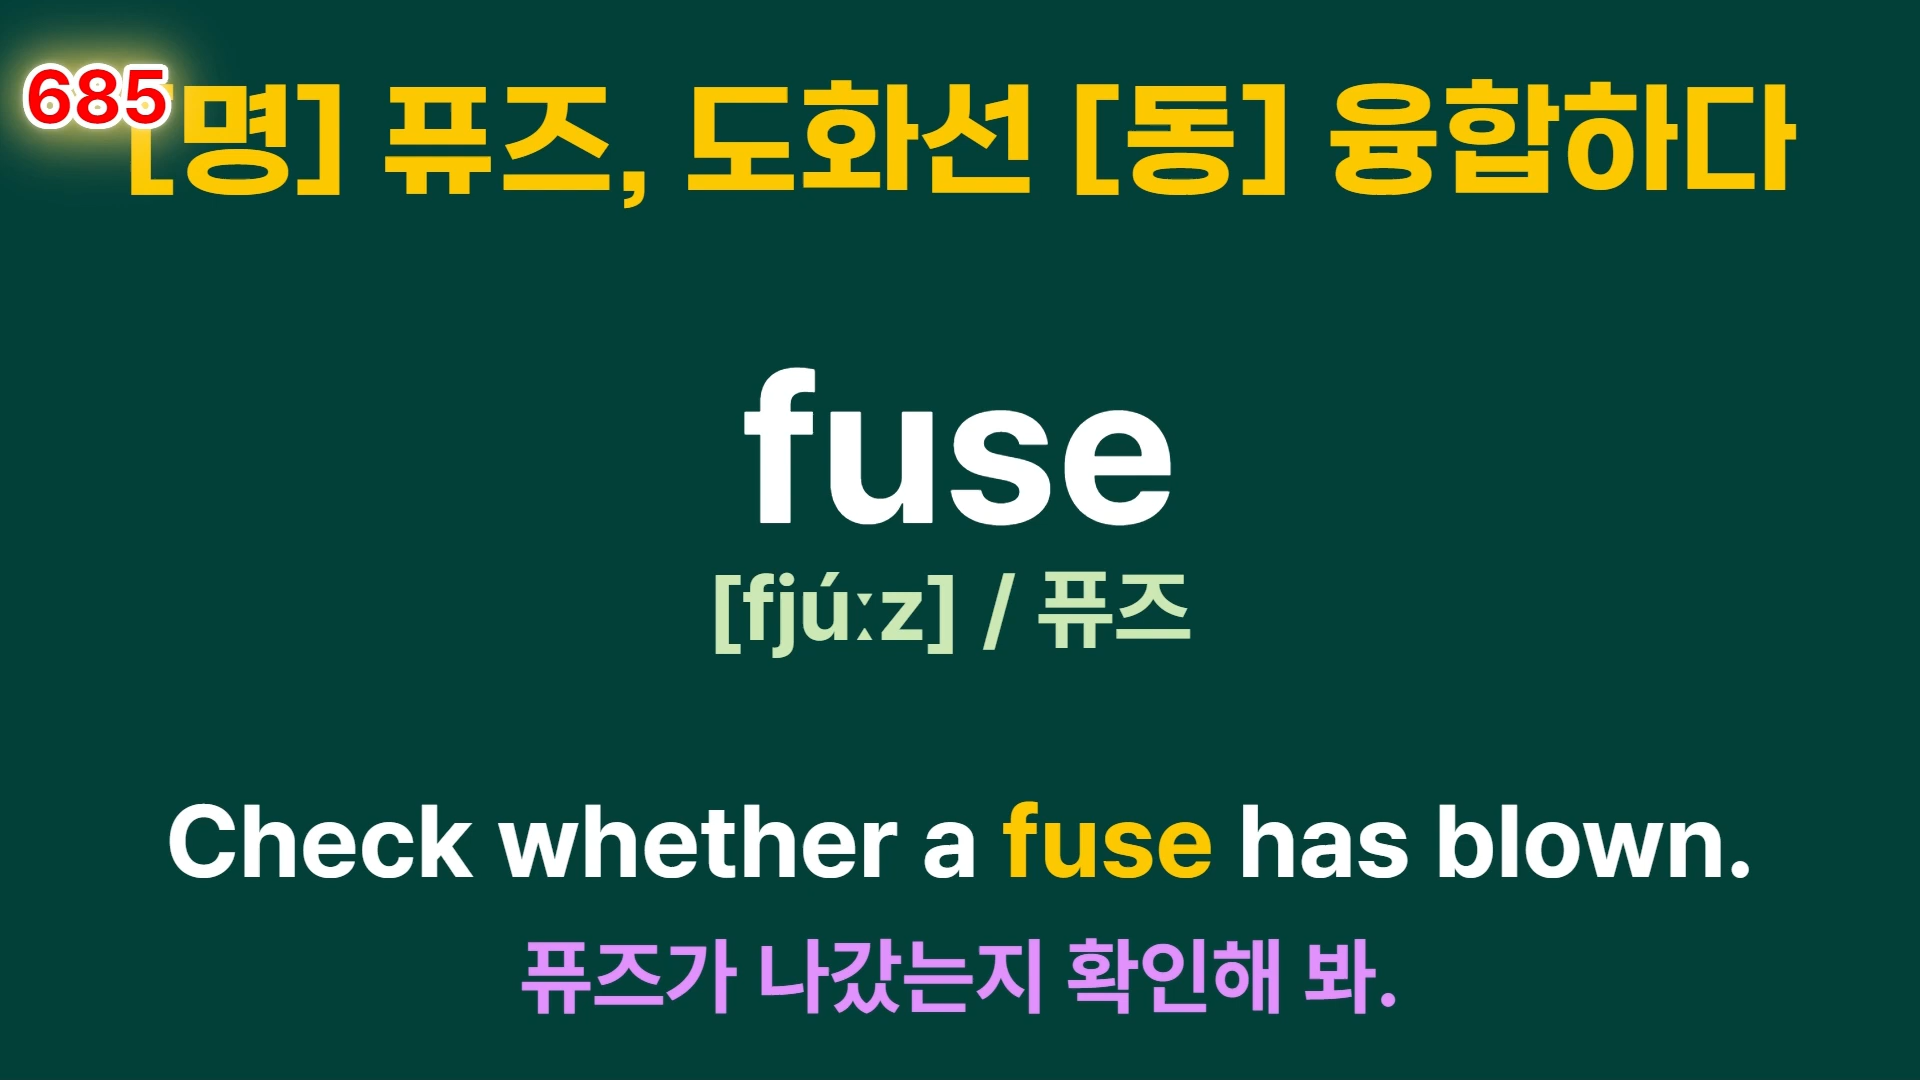 685
[명] 퓨즈, 도화선 [동] 융합하다
fuse
[fjúːz] / 퓨즈
Check whether a fuse has blown.
퓨즈가 나갔는지 확인해 봐.